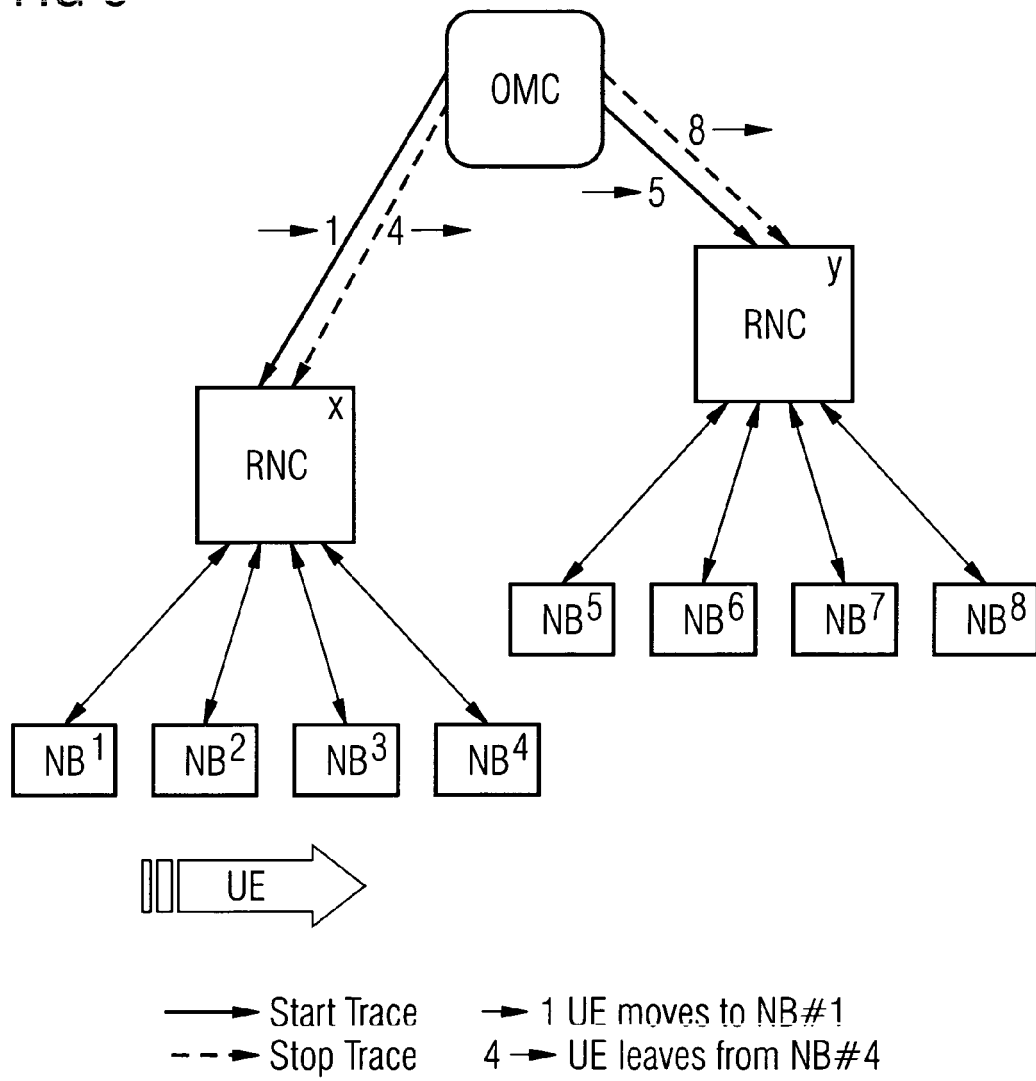 OMC
8→
→5
→1
4→
y
RNC
x
RNC
NB5
NB6
NB7
NB8
NB1
NB2
NB3
NB4
UE
Start Trace
→1 UE moves to NB#1
Stop Trace
4→ UE leaves from NB#4